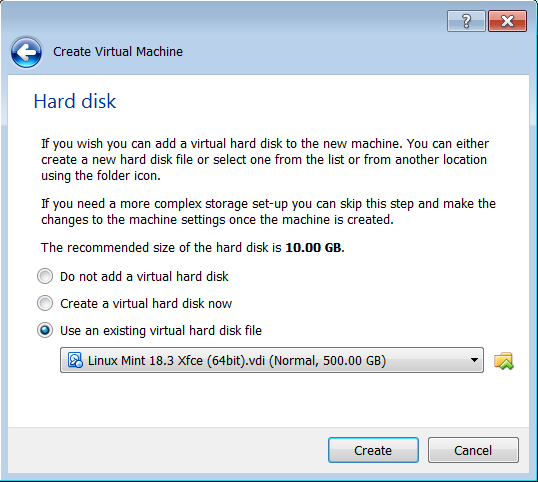 ?
Create Virtual Machine
Hard disk
If you wish you can add a virtual hard disk to the new machine. You can either
create a new hard disk file or select one from the list or from another location
using the folder icon.
If you need a more complex storage set-up you can skip this step and make the
changes to the machine settings once the machine is created.
The recommended size of the hard disk is 10.00 GB.
Do not add a virtual hard disk
Create a virtual hard disk now
Use an existing virtual hard disk file
Linux Mint 18.3 Xfce (64bit).vdi (Normal, 500.00 GB)
Create
Cancel